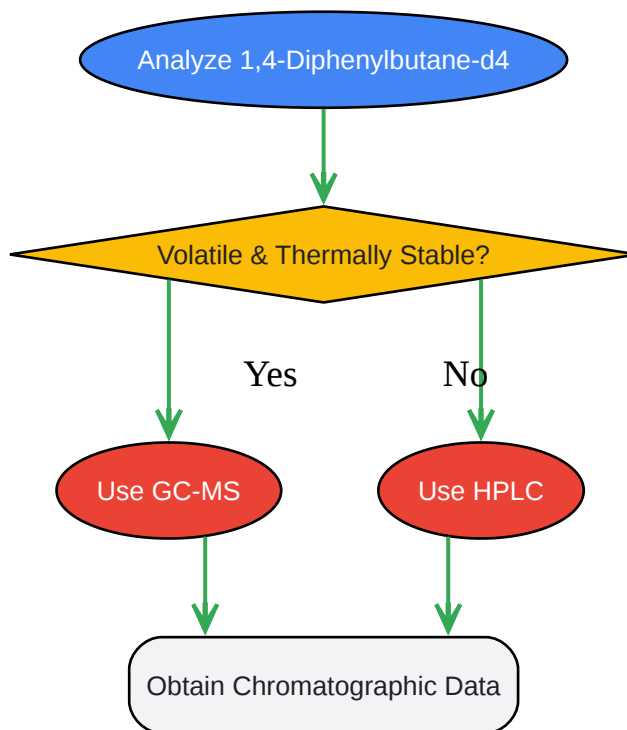 Analyze 1,4-Diphenylbutane-d4
Volatile & Thermally Stable?
Yes
No
Use GC-MS
Use HPLC
Obtain Chromatographic Data